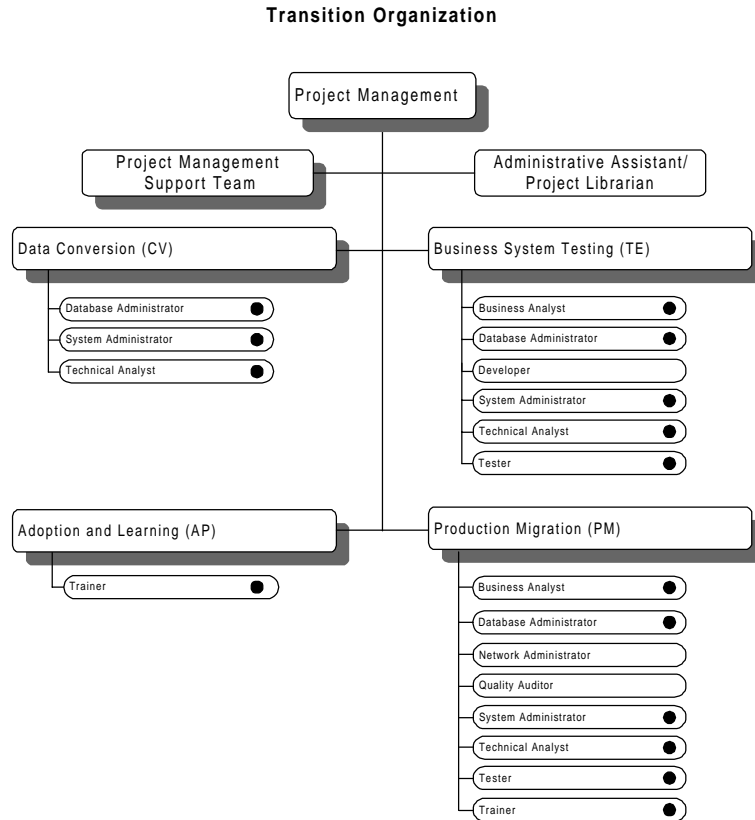 Transition Organization
Project Management
Project Management
Support Team
Administrative Assistant/
Project Librarian
Data Conversion (CV)
Database Administrator
System Administrator
Technical Analyst
Business System Testing (TE)
Business Analyst
Database Administrator
Developer
System Administrator
Technical Analyst
Tester
Adoption and Learning (AP)
Trainer
Production Migration (PM)
Business Analyst
Database Administrator
Network Administrator
Quality Auditor
System Administrator
Technical Analyst
Tester
Trainer